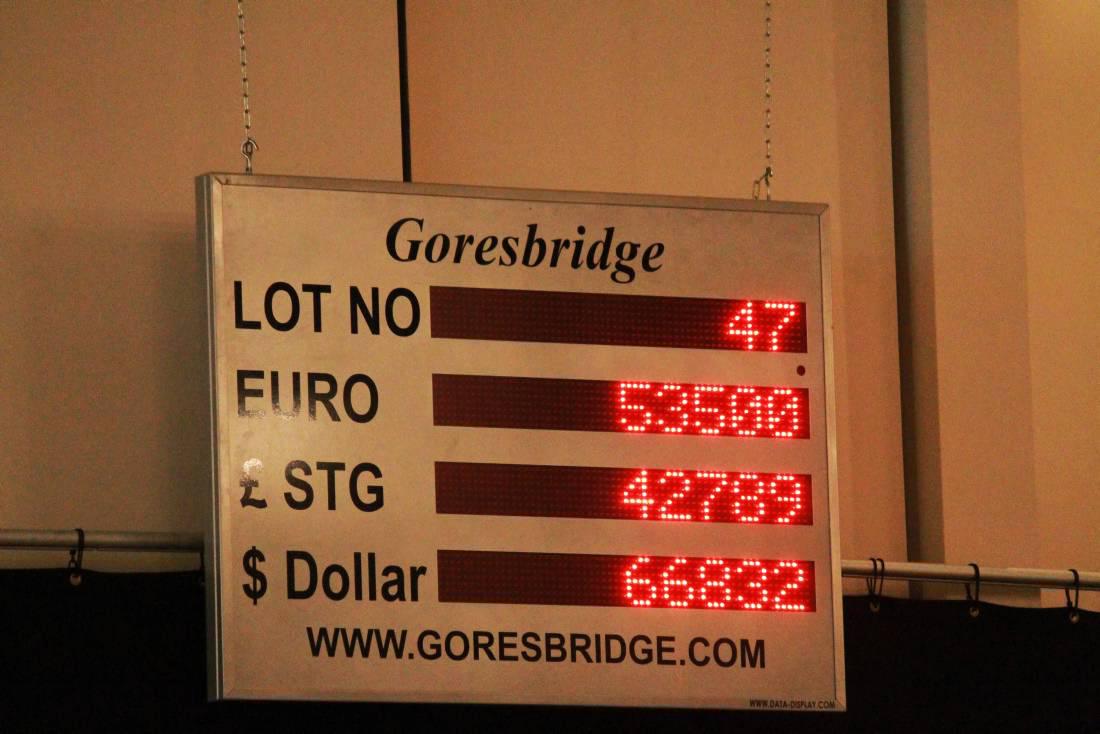 Goresbridge
LOT NO 47
EURO 53500
£ STG 42789
$ Dollar 66832
WWW.GORESBRIDGE.COM
WWW.DATA-DISPLAY.COM